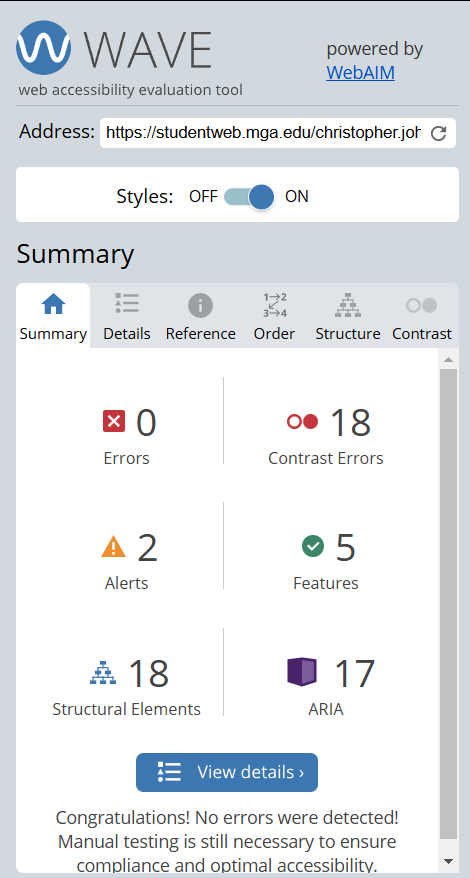 WAVE
web accessibility evaluation tool
powered by
WebAIM
Address: https://studentweb.mga.edu/christopher.joh
Styles: OFF ON
Summary
Summary Details Reference Order Structure Contrast
1→2
3→4
0 18
Errors Contrast Errors
2 5
Alerts Features
18 17
Structural Elements ARIA
View details ›
Congratulations! No errors were detected!
Manual testing is still necessary to ensure
compliance and optimal accessibility.